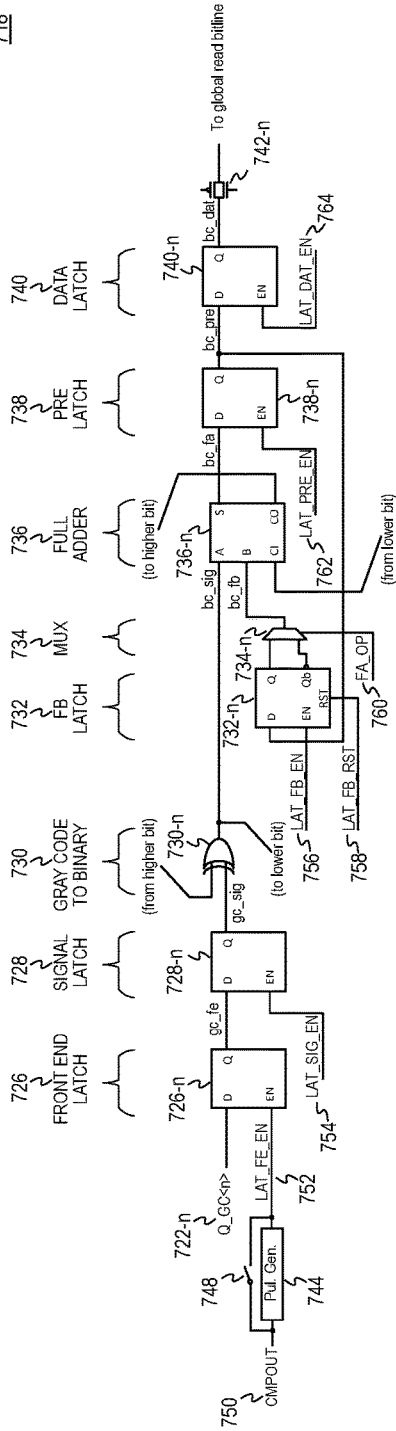 718
726
FRONT END
LATCH
728
SIGNAL
LATCH
730
GRAY CODE
TO BINARY
732
FB
LATCH
734
MUX
736
FULL
ADDER
738
PRE
LATCH
740
DATA
LATCH
(from higher bit)
(to higher bit)
730-n
gc_sig
(to lower bit)
bc_sig
bc_fb
736-n
A
B
S
CI
CO
bc_fa
D
Q
EN
738-n
bc_pre
D
Q
EN
740-n
bc_dat
742-n
To global read bitline
722-n
Q_GC<n>
726-n
D
Q
EN
gc_fe
728-n
D
Q
EN
732-n
D
Q
EN
Qb
RST
734-n
748
Pul. Gen.
744
750
CMPOUT
LAT_FE_EN
752
754
LAT_SIG_EN
756
LAT_FB_EN
758
LAT_FB_RST
760
FA_OP
762
LAT_PRE_EN
(from lower bit)
LAT_DAT_EN
764